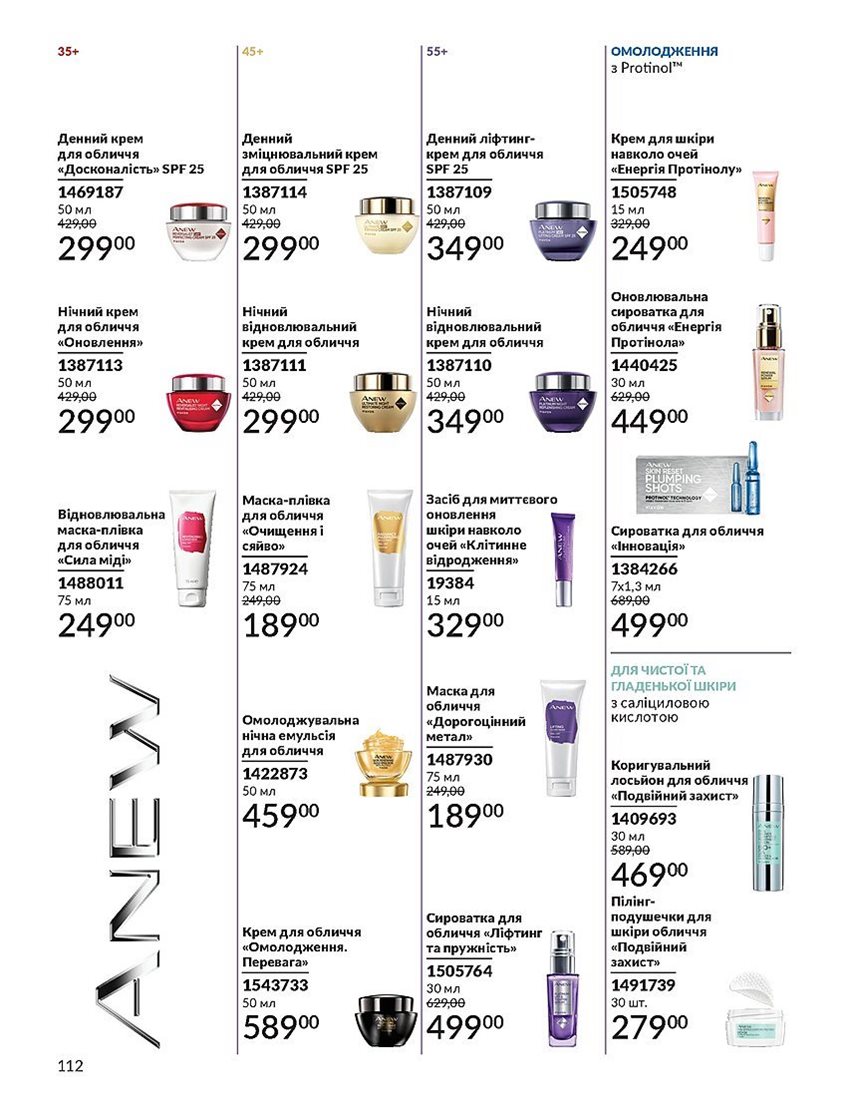 35+
Денний крем
для обличчя
«Досконалість» SPF 25
1469187
50 мл
429,00
299⁰⁰
Нічний крем
для обличчя
«Оновлення»
1387113
50 мл
429,00
299⁰⁰
Відновлювальна
маска-плівка
для обличчя
«Сила міді»
1488011
75 мл
249⁰⁰
ANEW
45+
Денний
зміцнювальний крем
для обличчя SPF 25
1387114
50 мл
429,00
299⁰⁰
Нічний
відновлювальний
крем для обличчя
1387111
50 мл
429,00
299⁰⁰
Маска-плівка
для обличчя
«Очищення і
сяйво»
1487924
75 мл
249,00
189⁰⁰
Омолоджувальна
нічна емульсія
для обличчя
1422873
50 мл
459⁰⁰
Крем для обличчя
«Омолодження.
Перевага»
1543733
50 мл
589⁰⁰
55+
Денний ліфтинг-
крем для обличчя
SPF 25
1387109
50 мл
429,00
349⁰⁰
Нічний
відновлювальний
крем для обличчя
1387110
50 мл
429,00
349⁰⁰
Засіб для миттєвого
оновлення
шкіри навколо
очей «Клітинне
відродження»
19384
15 мл
329⁰⁰
Маска для
обличчя
«Дорогоцінний
метал»
1487930
75 мл
249,00
189⁰⁰
Сироватка для
обличчя «Ліфтинг
та пружність»
1505764
30 мл
629,00
499⁰⁰
ОМОЛОДЖЕННЯ
з Protinol™
Крем для шкіри
навколо очей
«Енергія Протінолу»
1505748
15 мл
329,00
249⁰⁰
Оновлювальна
сироватка для
обличчя «Енергія
Протінола»
1440425
30 мл
629,00
449⁰⁰
ANEW
SKIN RESET
PLUMPING
SHOTS
PROTINOL™ TECHNOLOGY
Сироватка для обличчя
«Інновація»
1384266
7x1,3 мл
689,00
499⁰⁰
ДЛЯ ЧИСТОЇ ТА
ГЛАДЕНЬКОЇ ШКІРИ
з саліциловою
кислотою
Коригувальний
лосьйон для обличчя
«Подвійний захист»
1409693
30 мл
589,00
469⁰⁰
Пілінг-
подушечки для
шкіри обличчя
«Подвійний
захист»
1491739
30 шт.
279⁰⁰
112